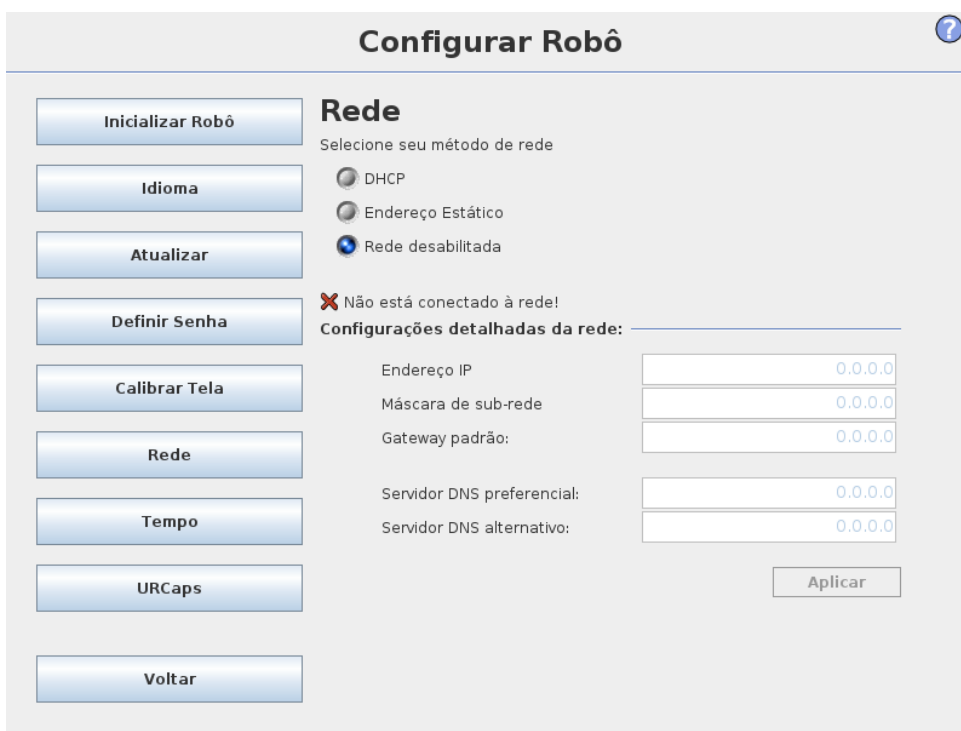 Configurar Robô
?
Inicializar Robô
Idioma
Atualizar
Definir Senha
Calibrar Tela
Rede
Tempo
URCaps
Voltar
Rede
Selecione seu método de rede
DHCP
Endereço Estático
Rede desabilitada
Não está conectado à rede!
Configurações detalhadas da rede:
Endereço IP 0.0.0.0
Máscara de sub-rede 0.0.0.0
Gateway padrão: 0.0.0.0
Servidor DNS preferencial: 0.0.0.0
Servidor DNS alternativo: 0.0.0.0
Aplicar